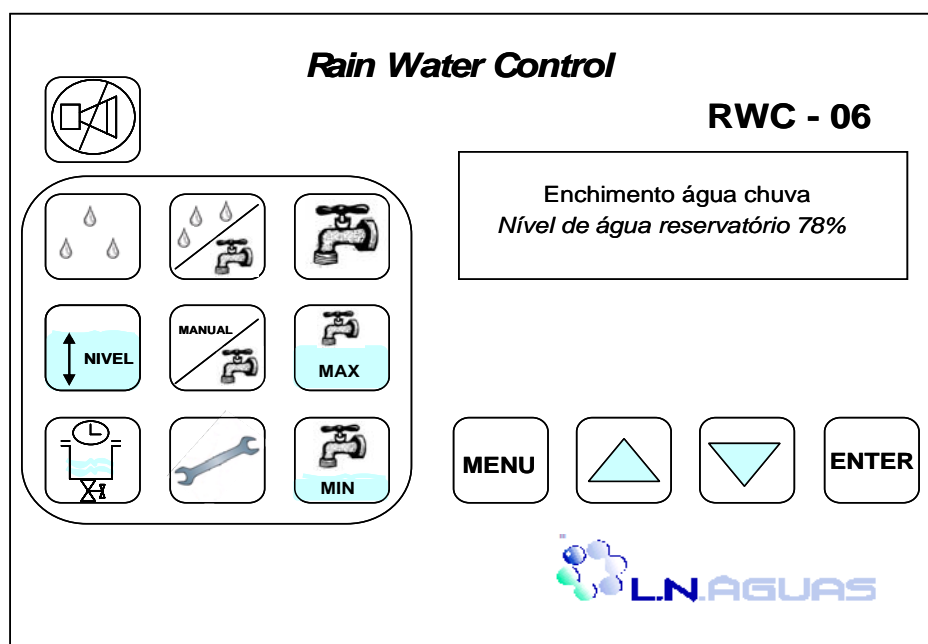 Rain Water Control
RWC - 06
Enchimento água chuva
Nível de água reservatório 78%
NIVEL
MANUAL
MAX
MIN
MENU
ENTER
L.N.ÁGUAS